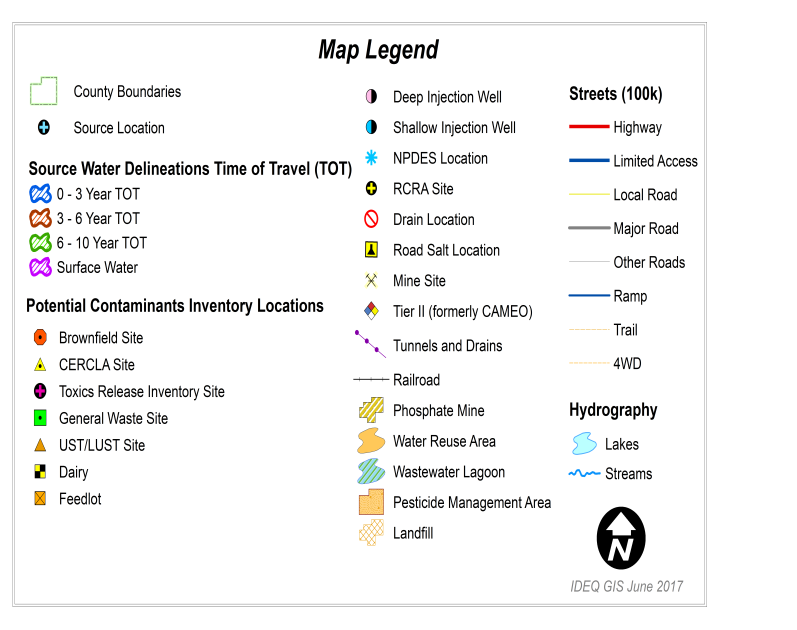 Map Legend
County Boundaries
Source Location
Source Water Delineations Time of Travel (TOT)
0 - 3 Year TOT
3 - 6 Year TOT
6 - 10 Year TOT
Surface Water
Potential Contaminants Inventory Locations
Brownfield Site
CERCLA Site
Toxics Release Inventory Site
General Waste Site
UST/LUST Site
Dairy
Feedlot
Deep Injection Well
Shallow Injection Well
NPDES Location
RCRA Site
Drain Location
Road Salt Location
Mine Site
Tier II (formerly CAMEO)
Tunnels and Drains
Railroad
Phosphate Mine
Water Reuse Area
Wastewater Lagoon
Pesticide Management Area
Landfill
Streets (100k)
Highway
Limited Access
Local Road
Major Road
Other Roads
Ramp
Trail
4WD
Hydrography
Lakes
Streams
N
IDEQ GIS June 2017